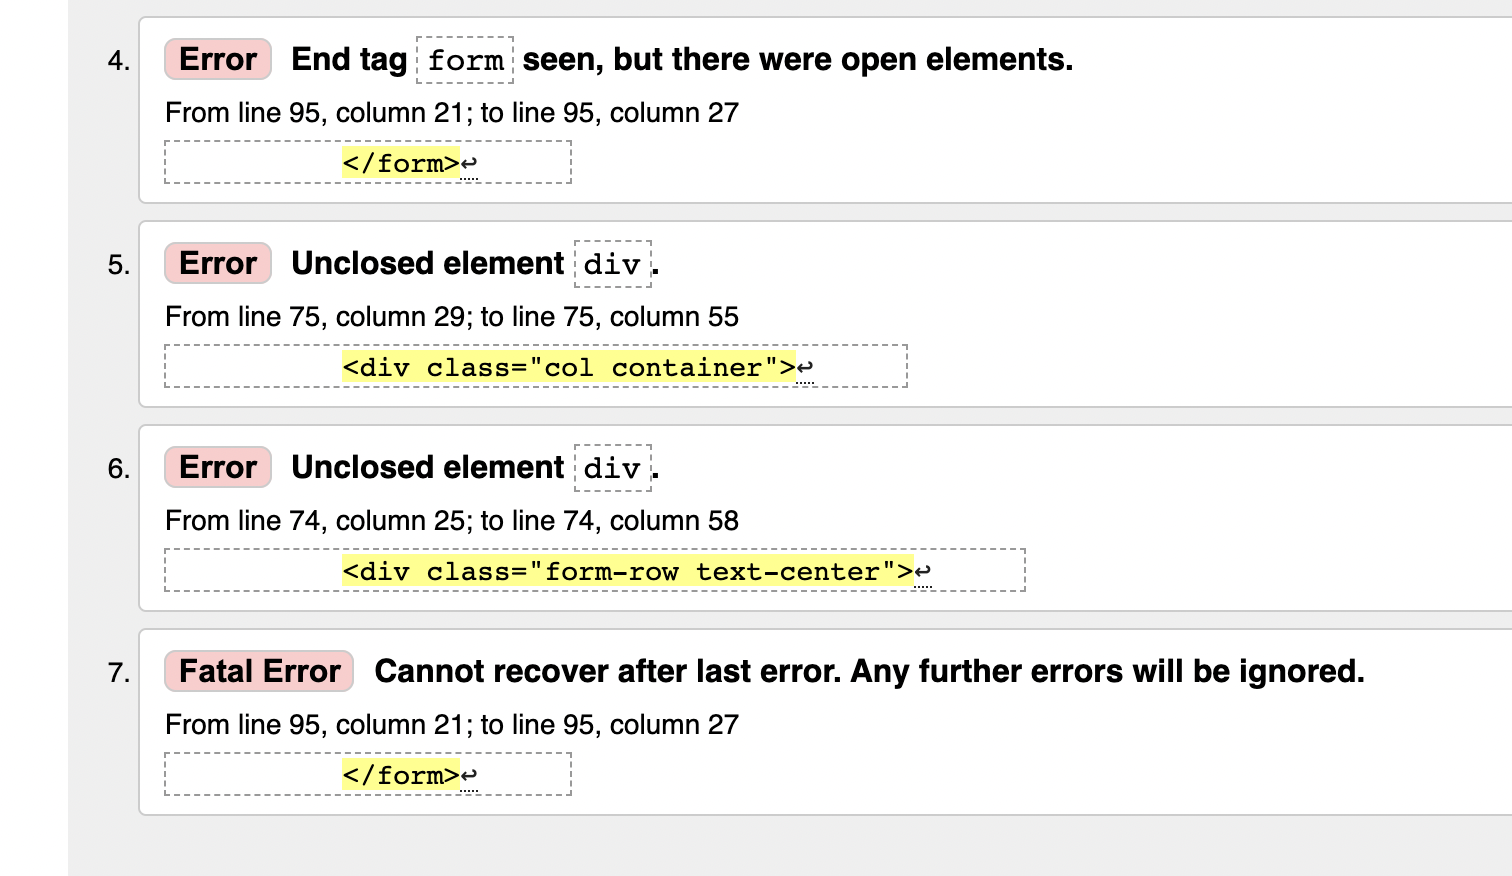 4. Error End tag form seen, but there were open elements.
From line 95, column 21; to line 95, column 27
</form>↩
5. Error Unclosed element div.
From line 75, column 29; to line 75, column 55
<div class="col container">↩
6. Error Unclosed element div.
From line 74, column 25; to line 74, column 58
<div class="form-row text-center">↩
7. Fatal Error Cannot recover after last error. Any further errors will be ignored.
From line 95, column 21; to line 95, column 27
</form>↩